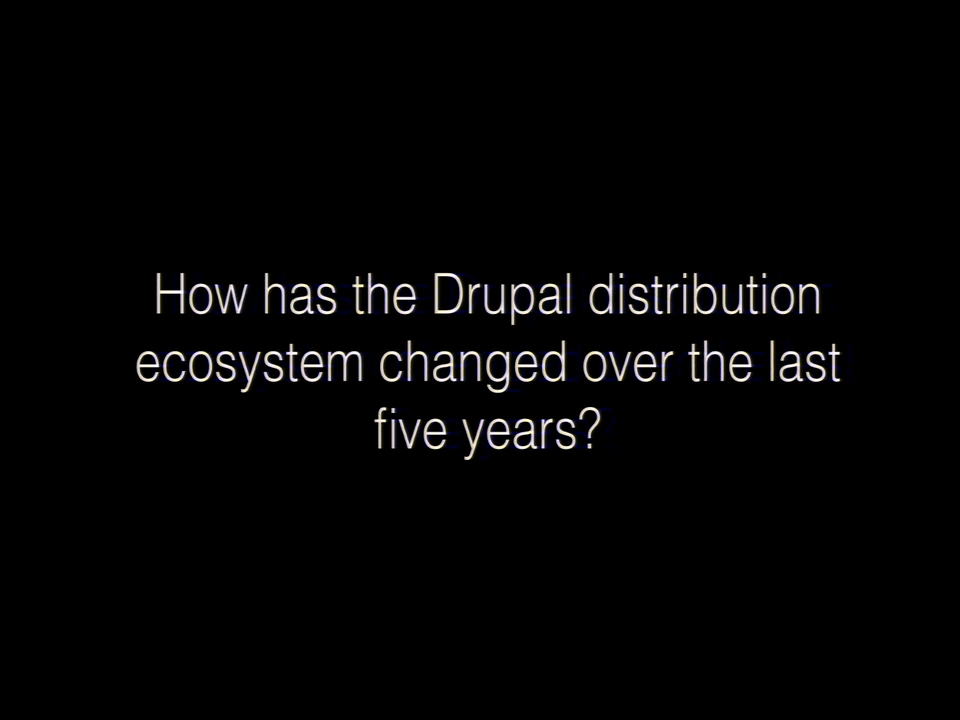 How has the Drupal distribution
ecosystem changed over the last
five years?